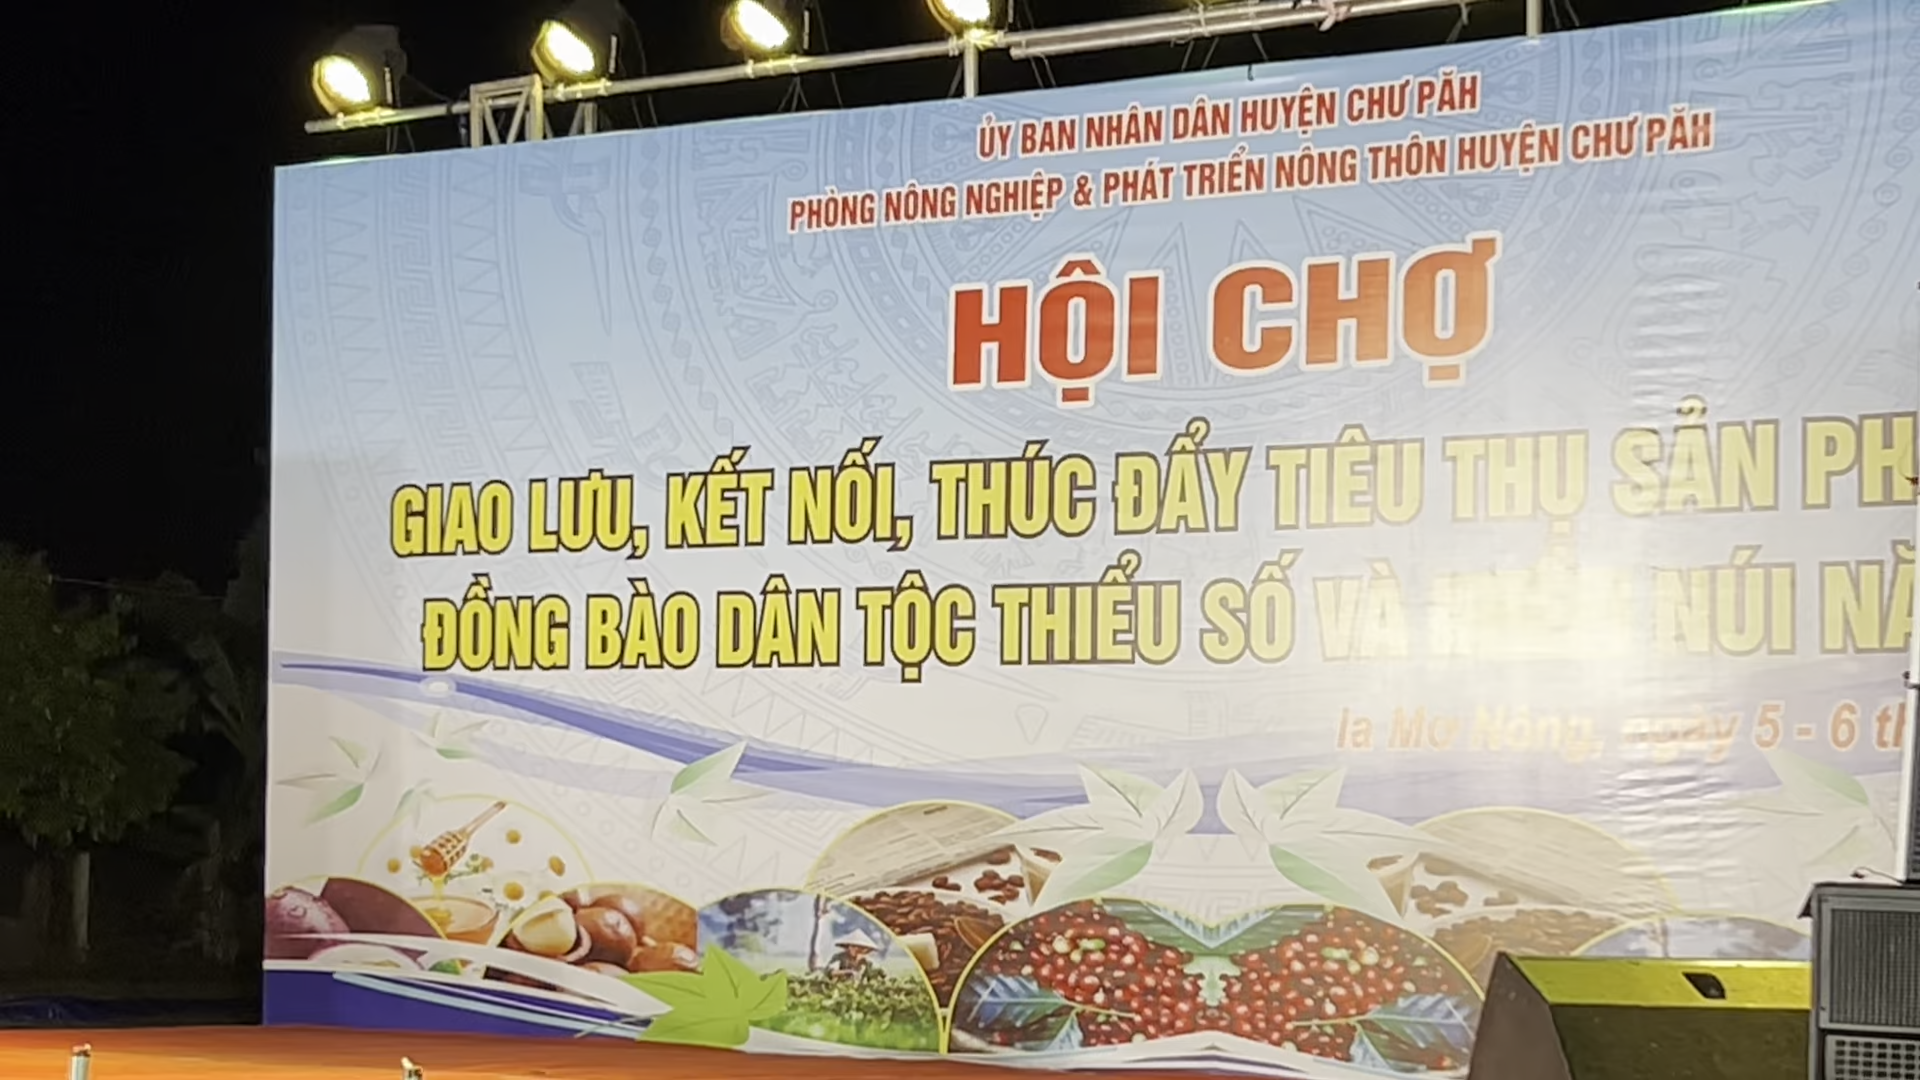 ỦY BAN NHÂN DÂN HUYỆN CHƯ PĂH
PHÒNG NÔNG NGHIỆP & PHÁT TRIỂN NÔNG THÔN HUYỆN CHƯ PĂH
HỘI CHỢ
GIAO LƯU, KẾT NỐI, THÚC ĐẨY TIÊU THỤ SẢN
ĐỒNG BÀO DÂN TỘC THIỂU SỐ VÀ NÚI
Ia Mơ Nông, ngày 5 - 6